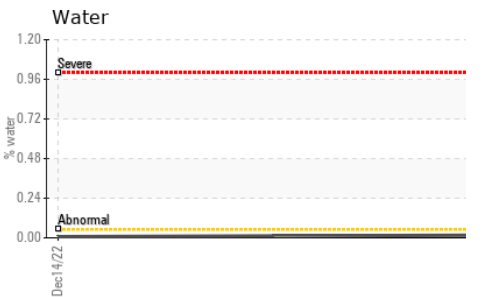 Water
1.20
Severe
0.96
0.72
% water
0.48
0.24
Abnormal
0.00
Dec14/22